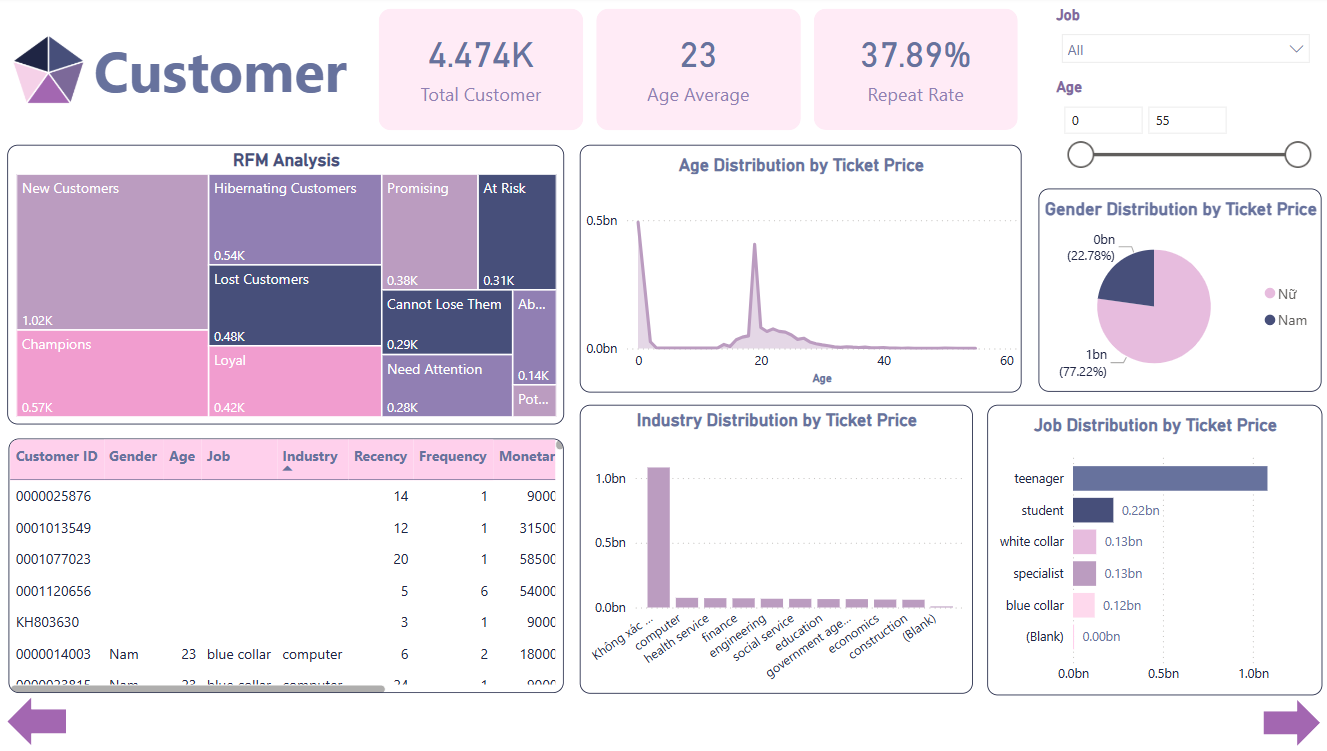 Customer
4.474K
Total Customer
23
Age Average
37.89%
Repeat Rate
Job
All
Age
0
55
RFM Analysis
New Customers
1.02K
Champions
0.57K
Hibernating Customers
0.54K
Lost Customers
0.48K
Loyal
0.42K
Promising
0.38K
At Risk
0.31K
Cannot Lose Them
0.29K
Need Attention
0.28K
Ab...
0.14K
Pot...
Age Distribution by Ticket Price
0.5bn
0.0bn
0
20
40
60
Age
Gender Distribution by Ticket Price
0bn
(22.78%)
1bn
(77.22%)
Nữ
Nam
Customer ID Gender Age Job Industry Recency Frequency Monetar
0000025876 14 1 9000
0001013549 12 1 31500
0001077023 20 1 58500
0001120656 5 6 54000
KH803630 3 1 9000
0000014003 Nam 23 blue collar computer 6 2 18000
0000023815 Nam 23 blue collar computer 24 1 9000
Industry Distribution by Ticket Price
1.0bn
0.5bn
0.0bn
Không xác ...
computer
health service
finance
engineering
social service
education
government age...
economics
construction
(Blank)
Job Distribution by Ticket Price
teenager
student 0.22bn
white collar 0.13bn
specialist 0.13bn
blue collar 0.12bn
(Blank) 0.00bn
0.0bn 0.5bn 1.0bn